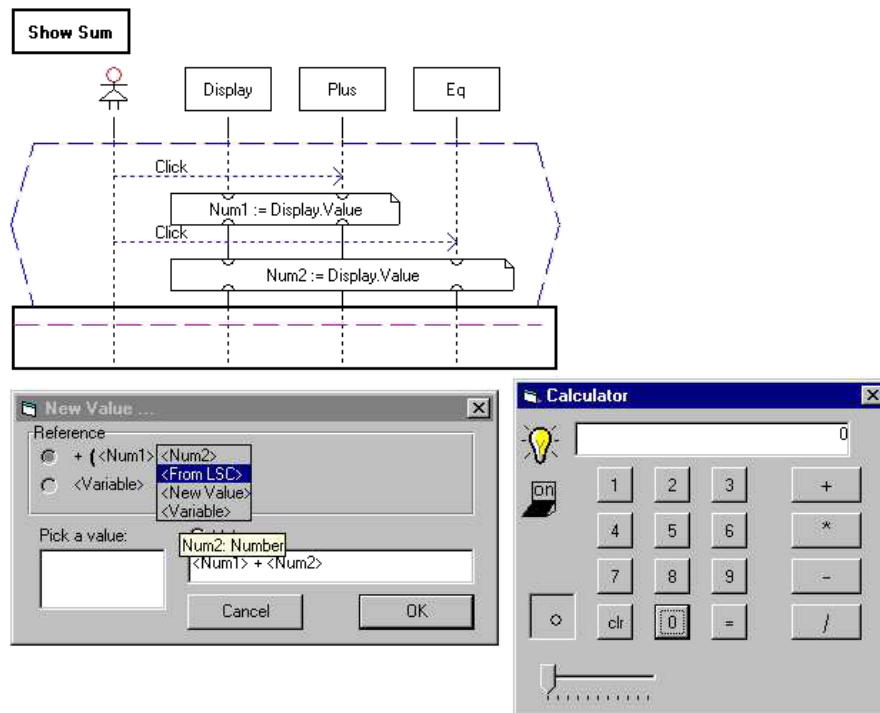 Show Sum
Display
Plus
Eq
Click
Num1 := Display.Value
Click
Num2 := Display.Value
New Value ...
Reference
+ (<Num1> <Num2>
<From LSC>
<Variable> <New Value>
<Variable>
Pick a value:
Num2: Number
<Num1> + <Num2>
Cancel
OK
Calculator
0
on
1 2 3 +
4 5 6 *
7 8 9 -
clr 0 = /